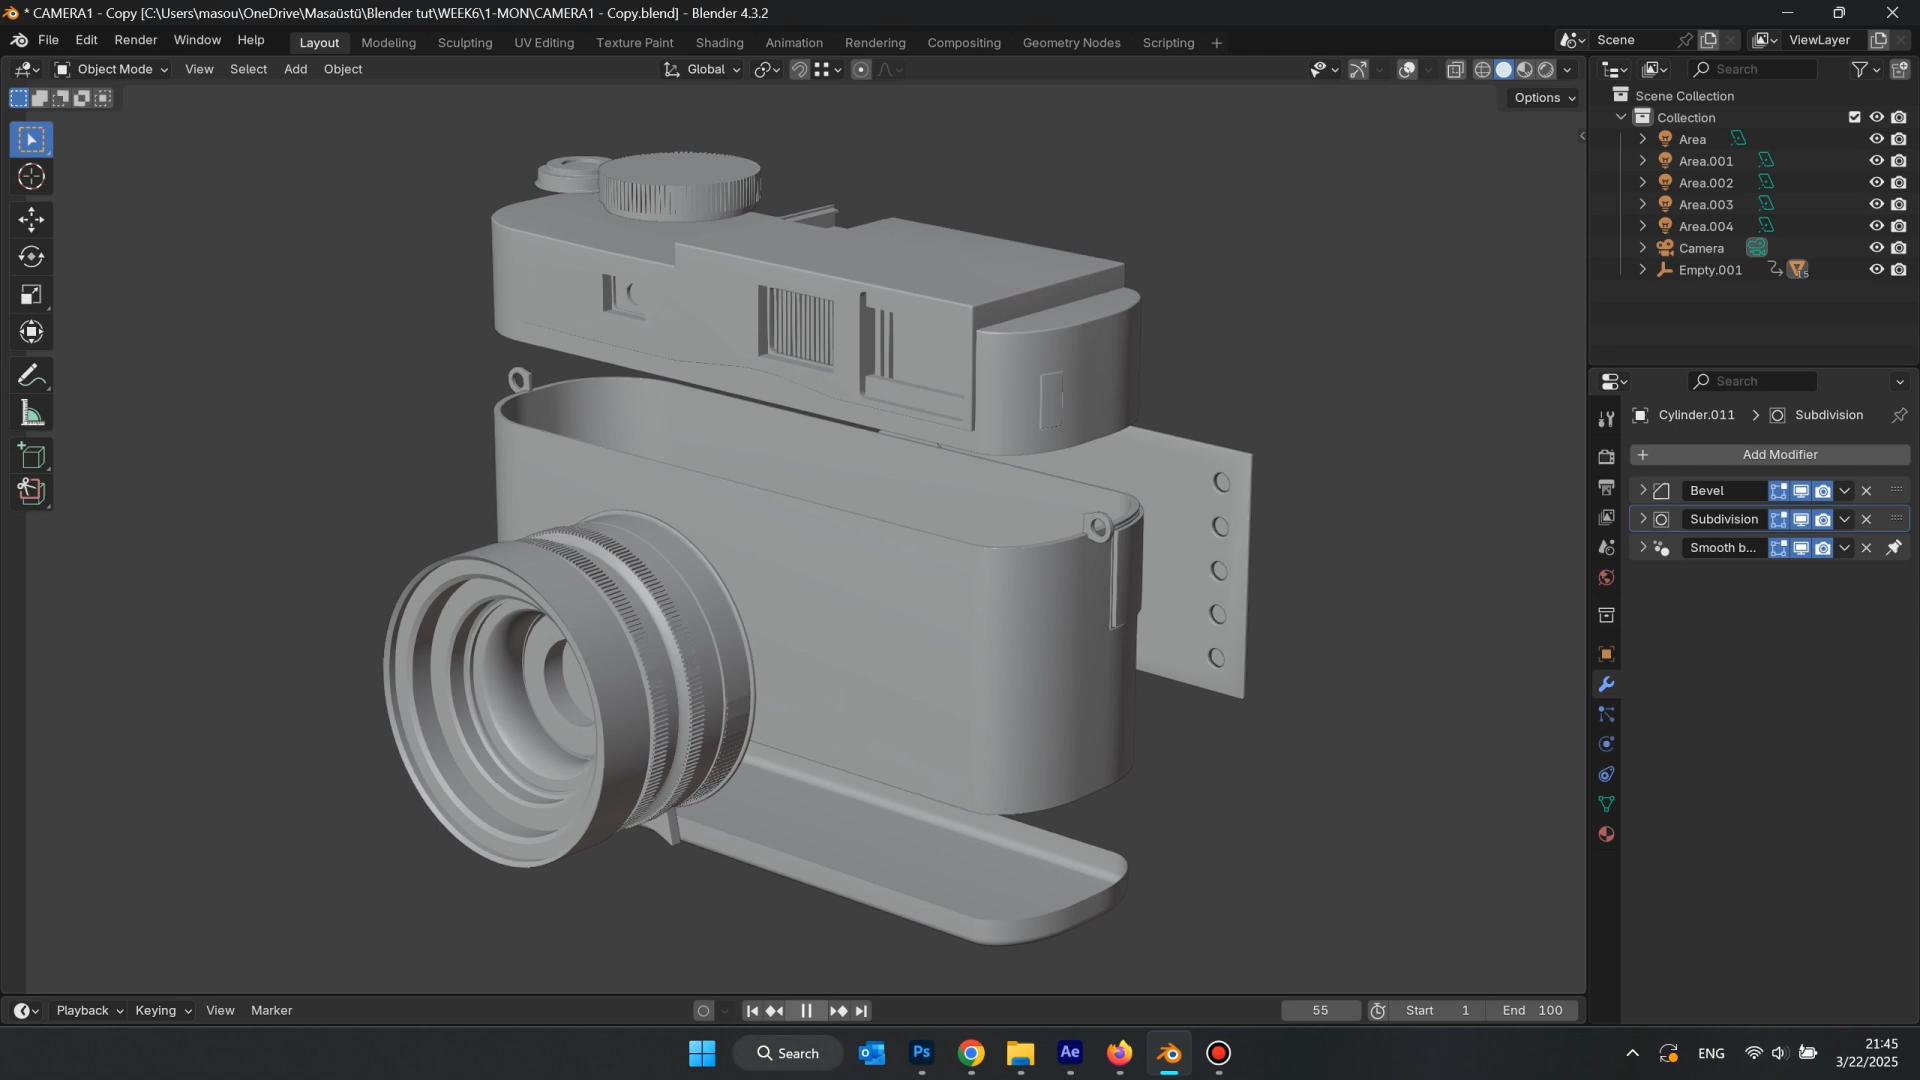 * CAMERA1 - Copy [C:\Users\masou\OneDrive\Masaüstü\Blender tut\WEEK6\1-MON\CAMERA1 - Copy.blend] - Blender 4.3.2
File Edit Render Window Help Layout Modeling Sculpting UV Editing Texture Paint Shading Animation Rendering Compositing Geometry Nodes Scripting Scene ViewLayer
Object Mode View Select Add Object Global Search
Options
Scene Collection
Collection
Area
Area.001
Area.002
Area.003
Area.004
Camera
Empty.001
Search
Cylinder.011 Subdivision
Add Modifier
Bevel
Subdivision
Smooth b...
Playback Keying View Marker 55 Start 1 End 100
Search Ps Ae ENG 21:45
3/22/2025